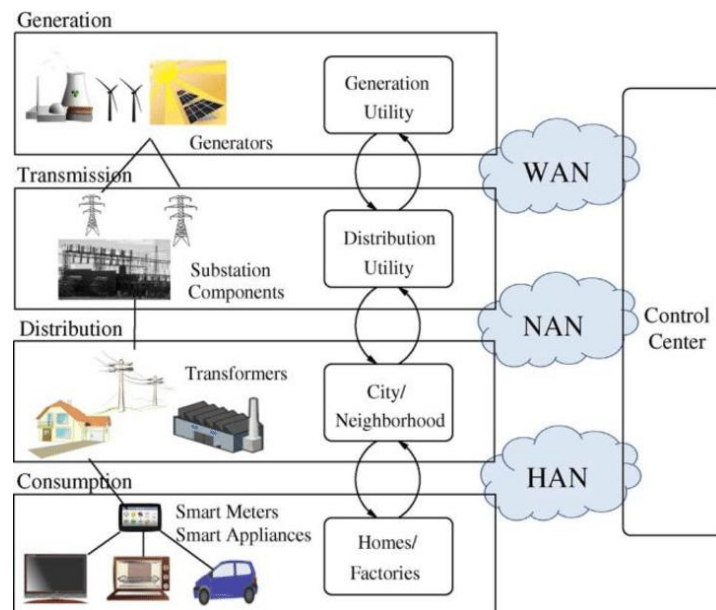 Generation
Generation
Utility
Generators
WAN
Transmission
Distribution
Utility
Substation
Components
NAN
Control
Center
Distribution
Transformers
City/
Neighborhood
HAN
Consumption
Smart Meters
Smart Appliances
Homes/
Factories